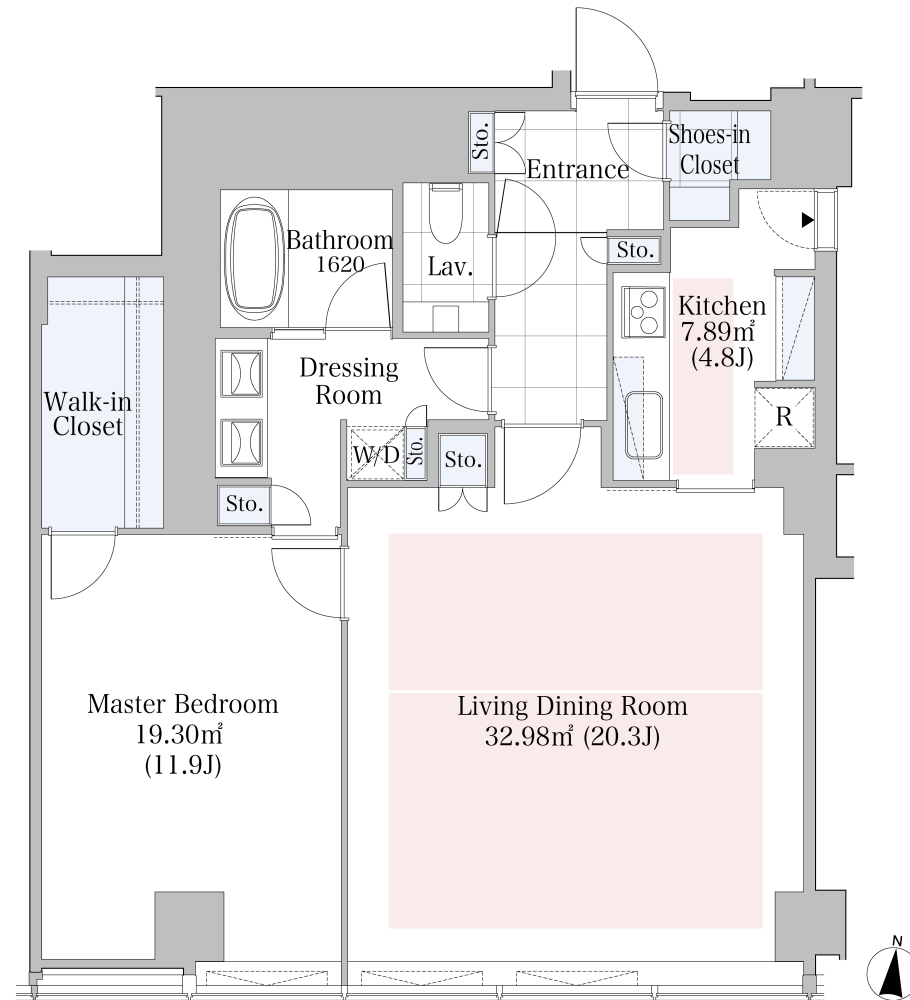 Sto.
Entrance
Shoes-in
Closet
Bathroom
1620
Lav.
Sto.
Kitchen
7.89㎡
(4.8J)
Dressing
Room
Walk-in
Closet
R
W/D
Sto.
Sto.
Sto.
Master Bedroom
19.30㎡
(11.9J)
Living Dining Room
32.98㎡ (20.3J)
N